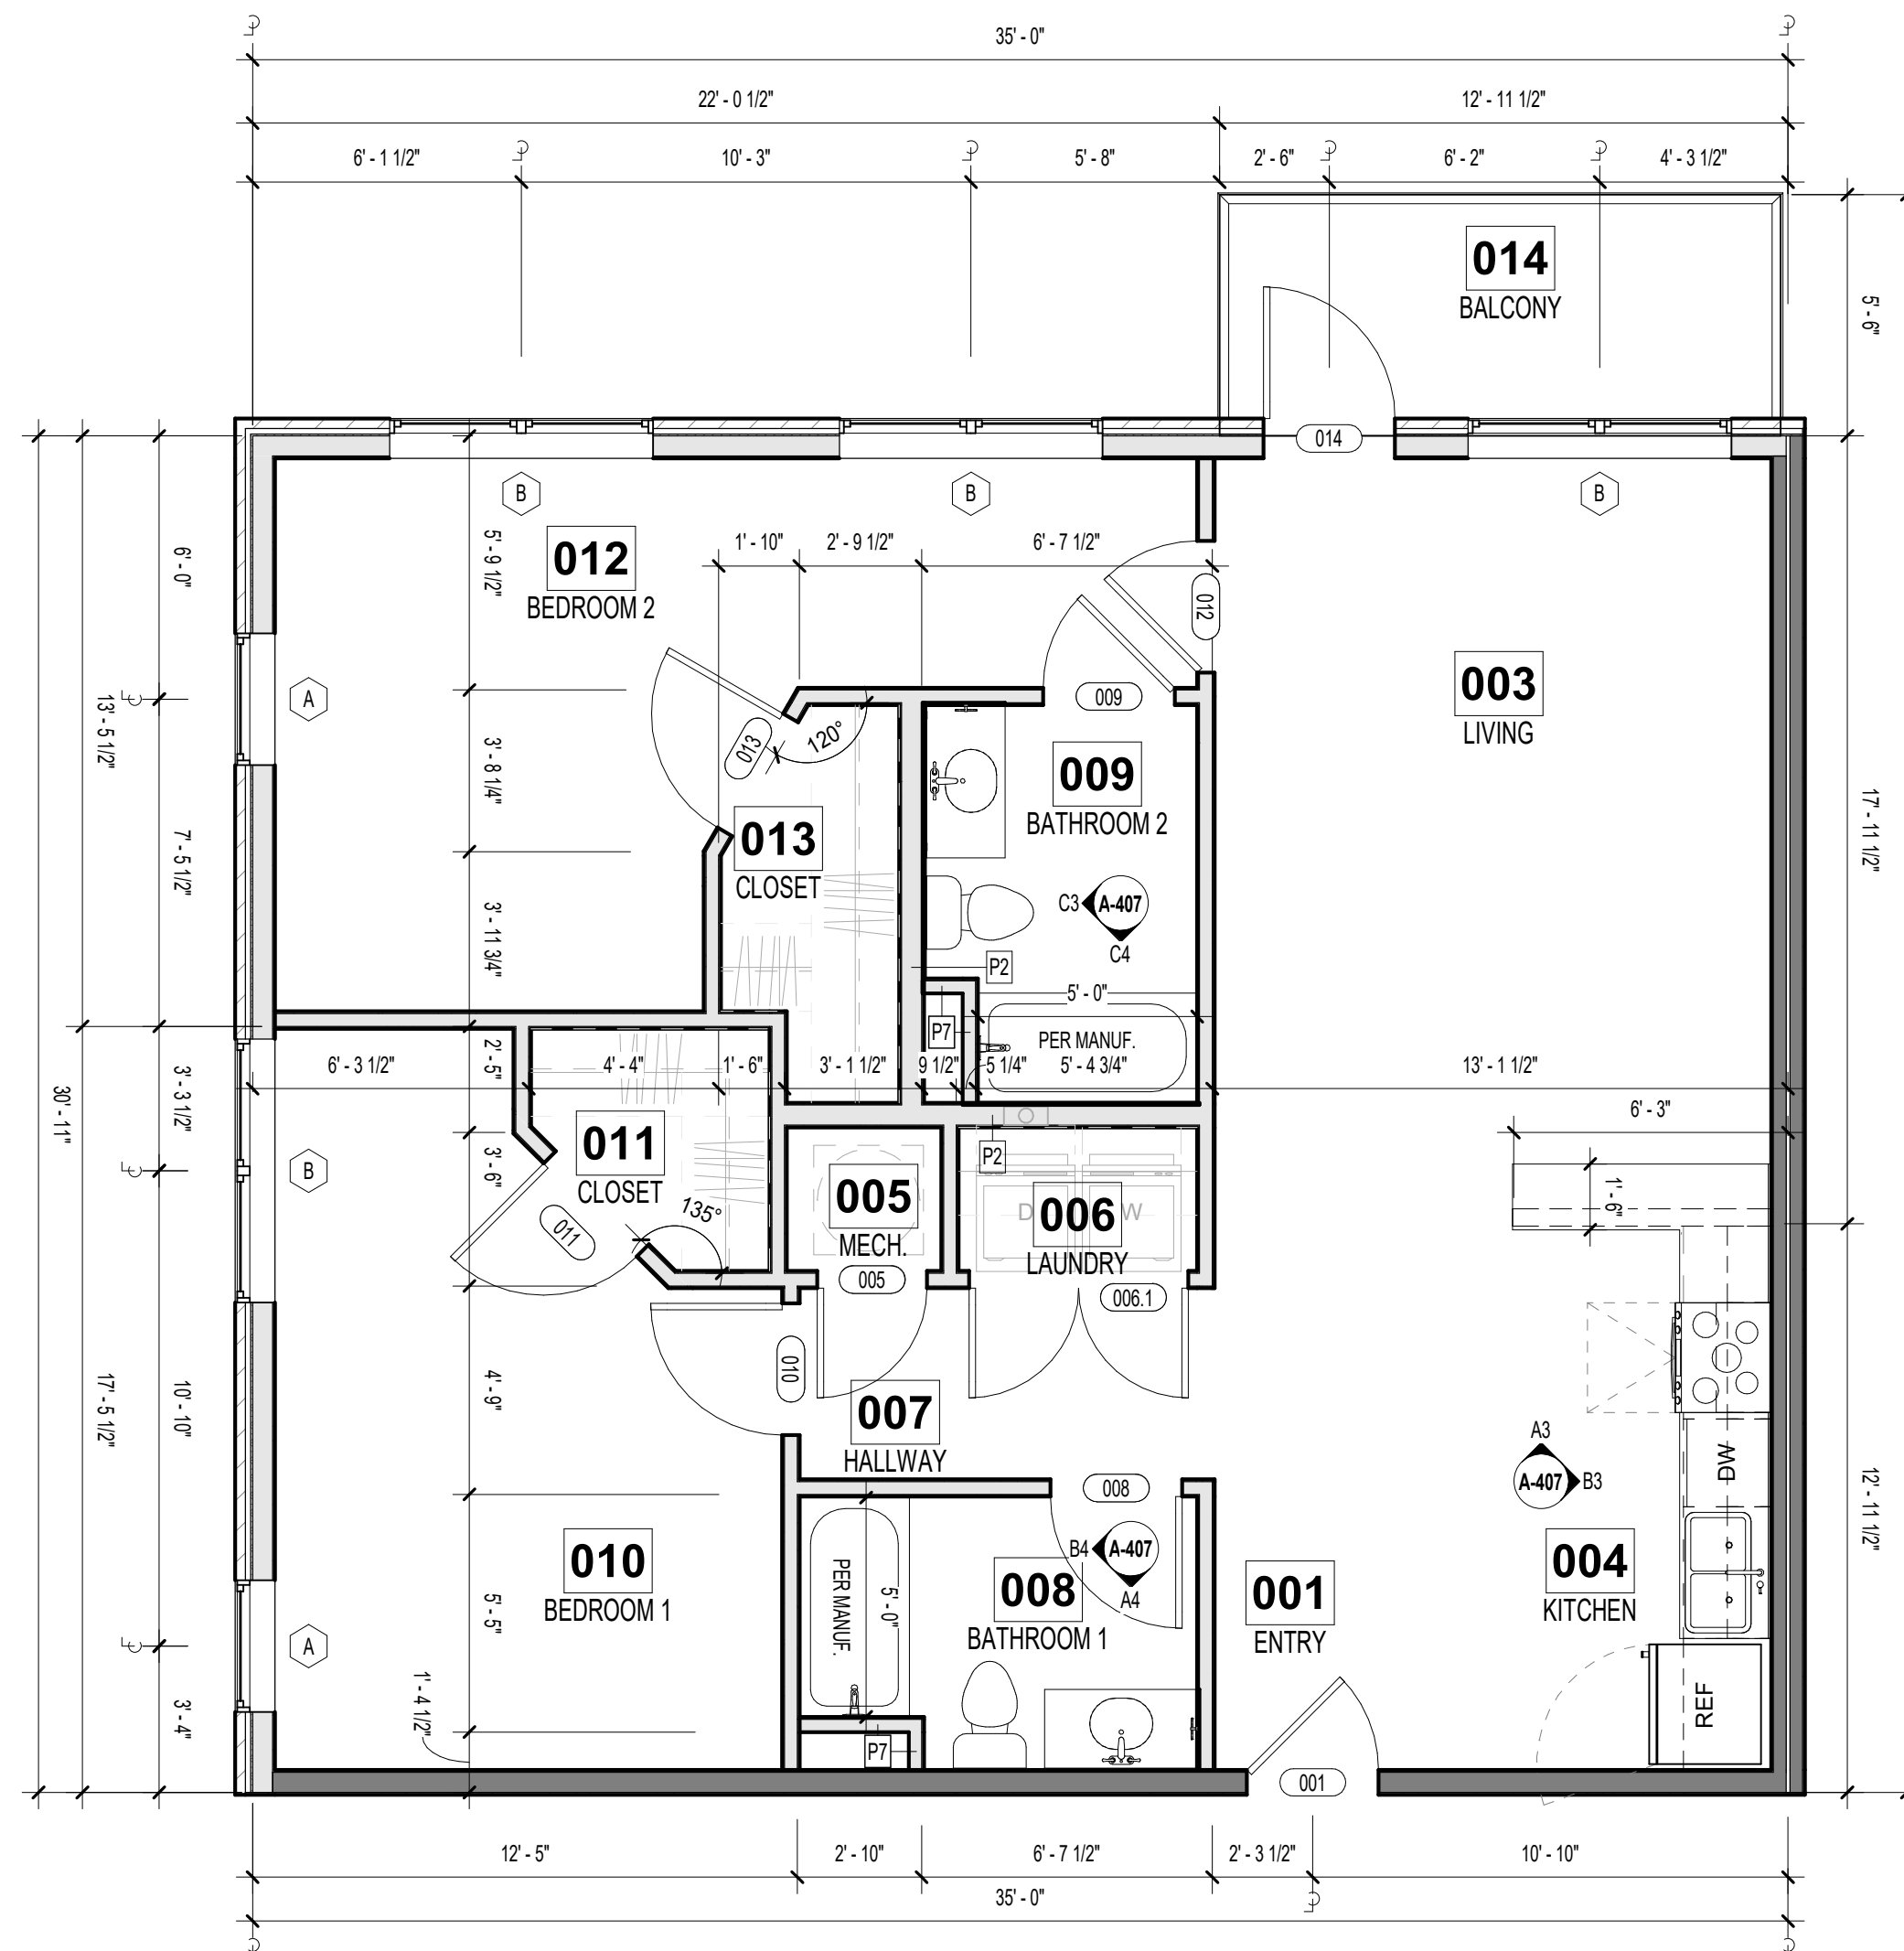 35' - 0"
22' - 0 1/2"
12' - 11 1/2"
6' - 1 1/2"
10' - 3"
5' - 8"
2' - 6"
6' - 2"
4' - 3 1/2"
014
BALCONY
5' - 6"
014
B
B
B
5' - 9 1/2"
012
BEDROOM 2
1' - 10"
2' - 9 1/2"
6' - 7 1/2"
6' - 0"
012
A
13' - 5 1/2"
003
LIVING
009
013
120°
3' - 8 1/4"
009
BATHROOM 2
17' - 11 1/2"
7' - 5 1/2"
013
CLOSET
3' - 11 3/4"
C3
A-407
C4
P2
5' - 0"
P7
PER MANUF.
2' - 5"
6' - 3 1/2"
4' - 4"
1' - 6"
3' - 1 1/2"
9 1/2"
5 1/4"
5' - 4 3/4"
13' - 1 1/2"
30' - 11"
3' - 3 1/2"
6' - 3"
011
CLOSET
3' - 6"
B
P2
005
MECH.
D
W
006
LAUNDRY
1' - 6"
135°
011
005
006.1
010
4' - 9"
17' - 5 1/2"
10' - 10"
007
HALLWAY
A3
A-407
B3
DW
12' - 11 1/2"
008
010
BEDROOM 1
5' - 5"
PER MANUF.
5' - 0"
B4
A-407
A4
008
BATHROOM 1
001
ENTRY
004
KITCHEN
A
1' - 4 1/2"
3' - 4"
REF
P7
001
12' - 5"
2' - 10"
6' - 7 1/2"
2' - 3 1/2"
10' - 10"
35' - 0"